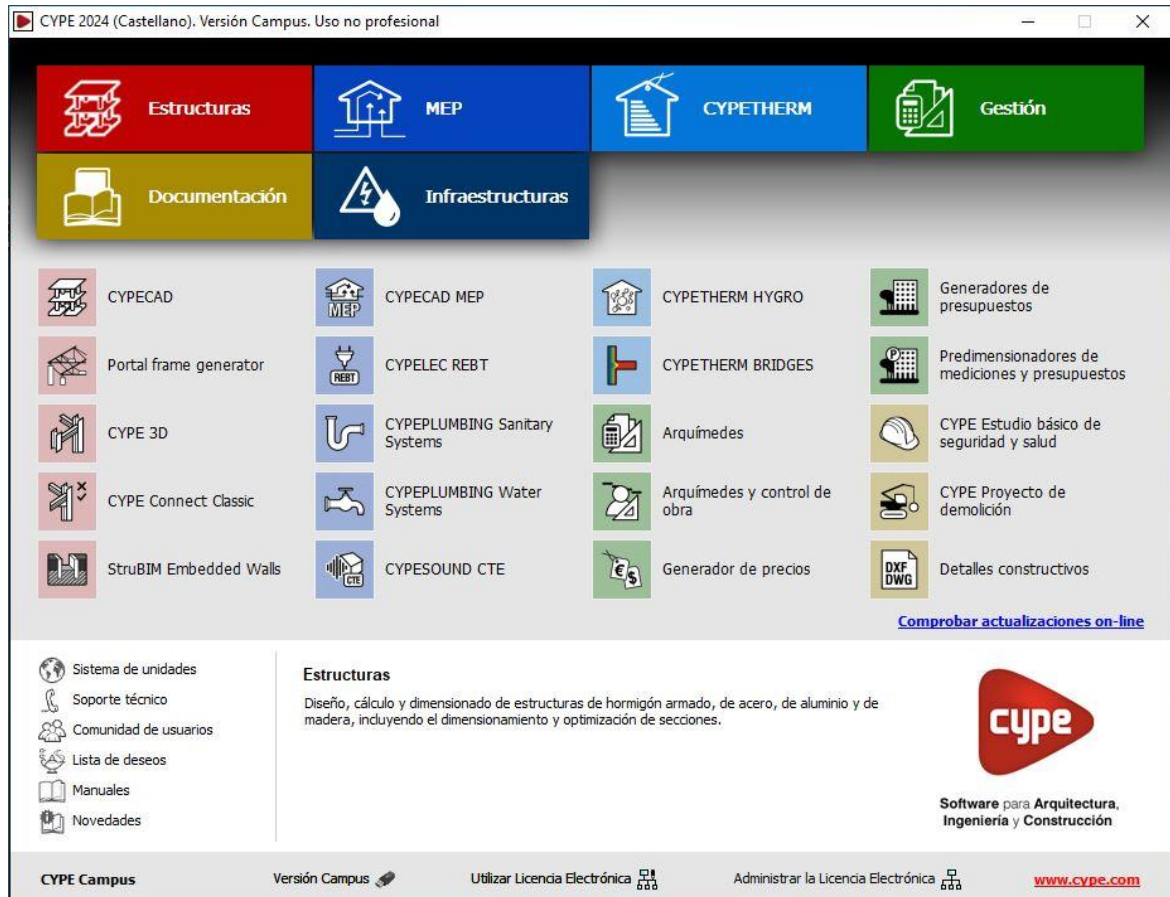 CYPE 2024 (Castellano). Versión Campus. Uso no profesional
Estructuras
MEP
CYPETHERM
Gestión
Documentación
Infraestructuras
CYPECAD
MEP
CYPECAD MEP
CYPETHERM HYGRO
Generadores de
presupuestos
Portal frame generator
REBT
CYPELEC REBT
CYPETHERM BRIDGES
P
Predimensionadores de
mediciones y presupuestos
CYPE 3D
CYPEPLUMBING Sanitary
Systems
Arquímedes
CYPE Estudio básico de
seguridad y salud
CYPE Connect Classic
CYPEPLUMBING Water
Systems
Arquímedes y control de
obra
CYPE Proyecto de
demolición
StruBIM Embedded Walls
CTE
CYPESOUND CTE
€ $
Generador de precios
DXF
DWG
Detalles constructivos
Comprobar actualizaciones on-line
Sistema de unidades
Soporte técnico
Comunidad de usuarios
Lista de deseos
Manuales
Novedades
Estructuras
Diseño, cálculo y dimensionado de estructuras de hormigón armado, de acero, de aluminio y de
madera, incluyendo el dimensionamiento y optimización de secciones.
cype
Software para Arquitectura,
Ingeniería y Construcción
CYPE Campus
Versión Campus
Utilizar Licencia Electrónica
Administrar la Licencia Electrónica
www.cype.com